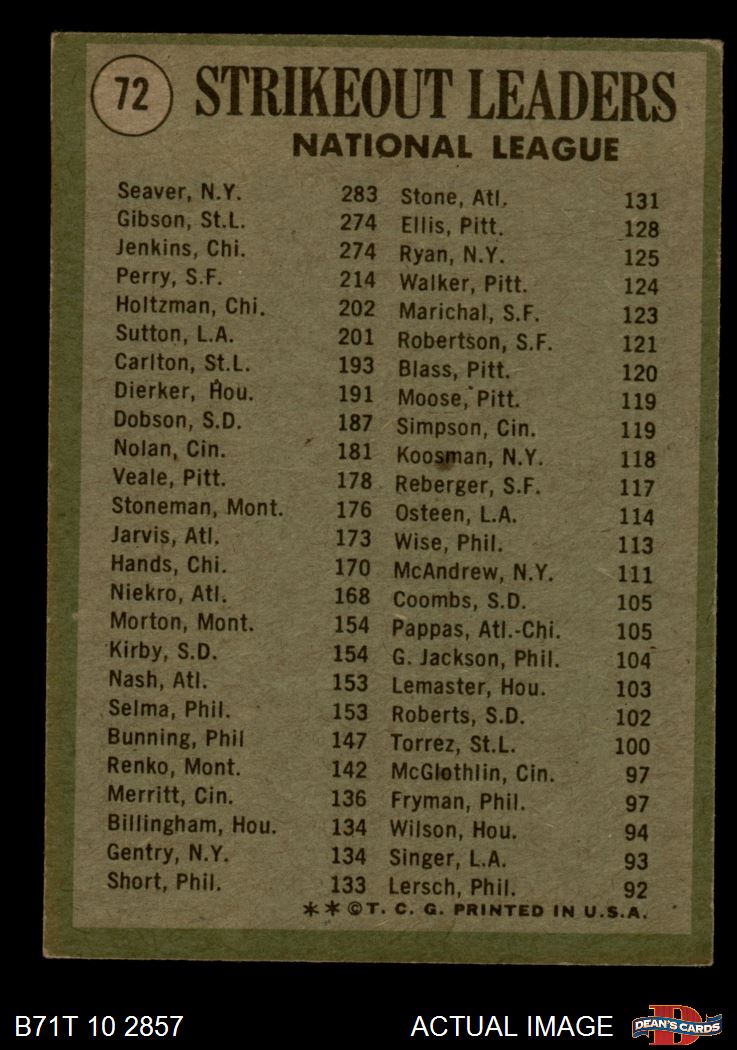 72
STRIKEOUT LEADERS
NATIONAL LEAGUE
Seaver, N.Y. 283
Gibson, St.L. 274
Jenkins, Chi. 274
Perry, S.F. 214
Holtzman, Chi. 202
Sutton, L.A. 201
Carlton, St.L. 193
Dierker, Hou. 191
Dobson, S.D. 187
Nolan, Cin. 181
Veale, Pitt. 178
Stoneman, Mont. 176
Jarvis, Atl. 173
Hands, Chi. 170
Niekro, Atl. 168
Morton, Mont. 154
Kirby, S.D. 154
Nash, Atl. 153
Selma, Phil. 153
Bunning, Phil 147
Renko, Mont. 142
Merritt, Cin. 136
Billingham, Hou. 134
Gentry, N.Y. 134
Short, Phil. 133
Stone, Atl. 131
Ellis, Pitt. 128
Ryan, N.Y. 125
Walker, Pitt. 124
Marichal, S.F. 123
Robertson, S.F. 121
Blass, Pitt. 120
Moose, Pitt. 119
Simpson, Cin. 119
Koosman, N.Y. 118
Reberger, S.F. 117
Osteen, L.A. 114
Wise, Phil. 113
McAndrew, N.Y. 111
Coombs, S.D. 105
Pappas, Atl.-Chi. 105
G. Jackson, Phil. 104
Lemaster, Hou. 103
Roberts, S.D. 102
Torrez, St.L. 100
McGlothlin, Cin. 97
Fryman, Phil. 97
Wilson, Hou. 94
Singer, L.A. 93
Lersch, Phil. 92
**©T. C. G. PRINTED IN U.S.A.
B71T 10 2857 ACTUAL IMAGE
D
DEAN'S CARDS